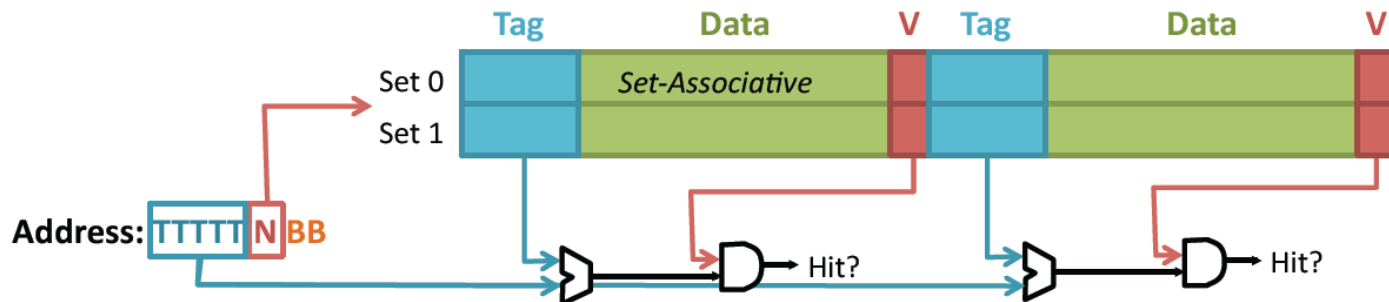 Tag Data V Tag Data V
Set 0 Set-Associative
Set 1
Address: TTTTT N BB
Hit? Hit?